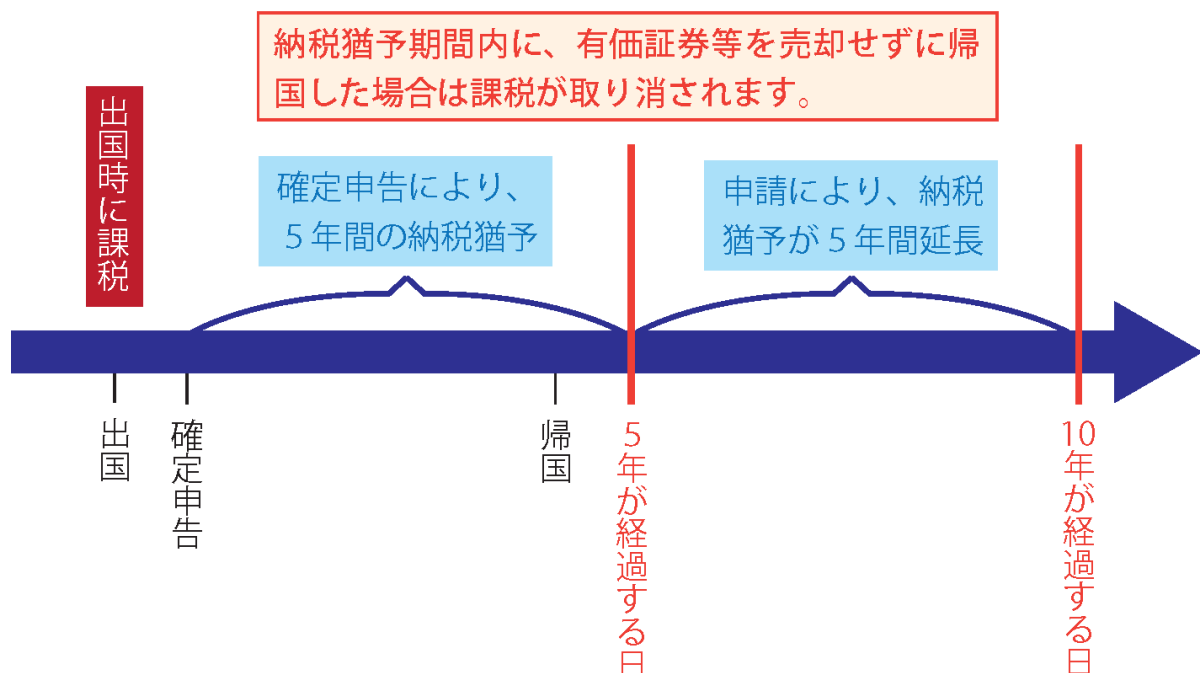 納税猶予期間内に、有価証券等を売却せずに帰
国した場合は課税が取り消されます。
出国時に課税
確定申告により、
５年間の納税猶予
申請により、納税
猶予が５年間延長
出国
確定申告
帰国
5年が経過する日
10年が経過する日